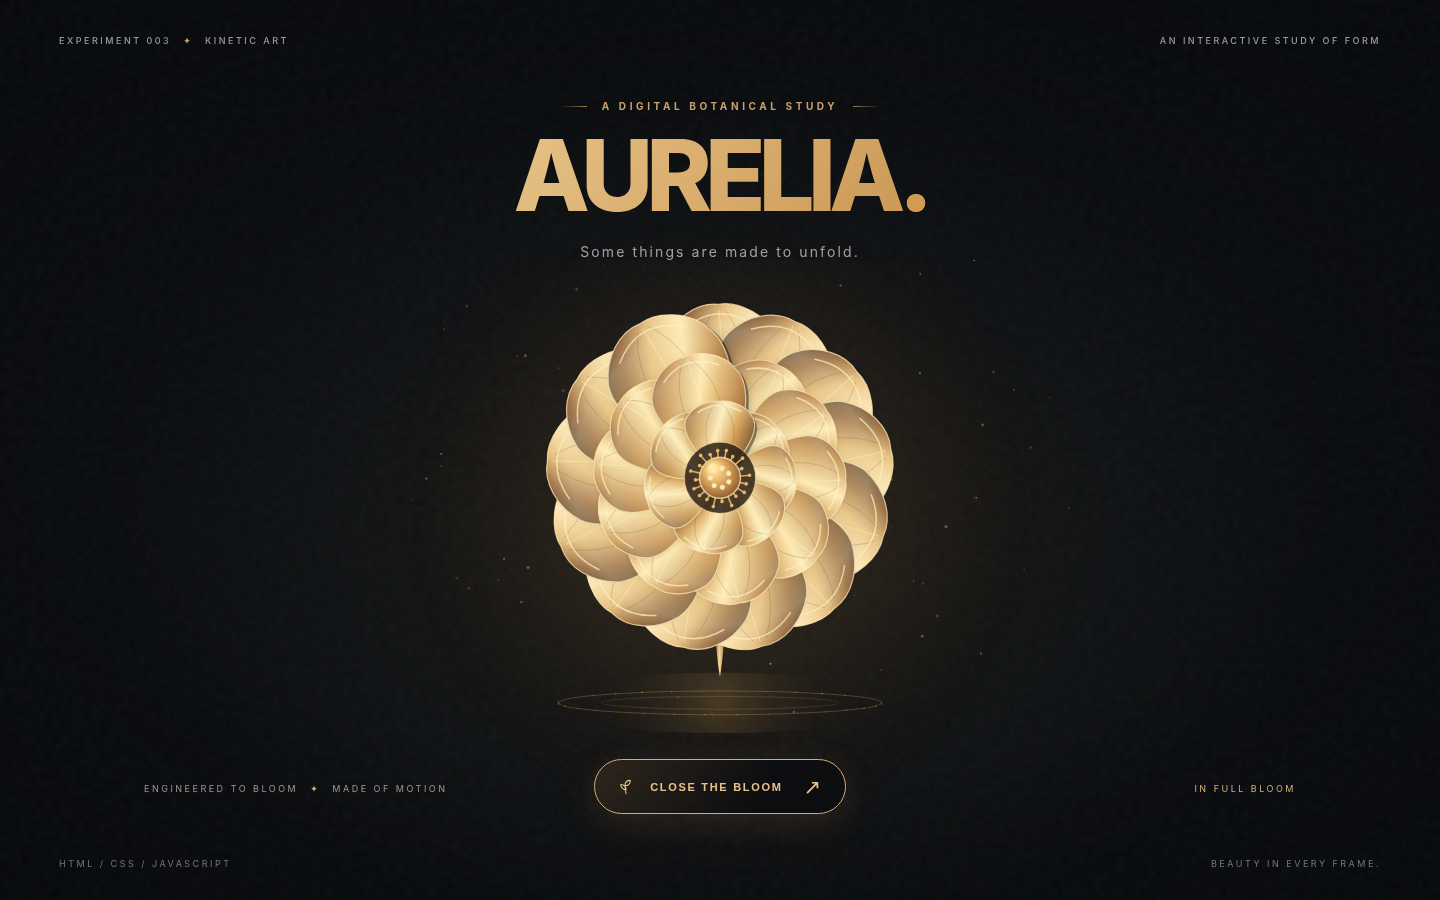 EXPERIMENT 003 ✦ KINETIC ART
AN INTERACTIVE STUDY OF FORM
A DIGITAL BOTANICAL STUDY
AURELIA.
Some things are made to unfold.
ENGINEERED TO BLOOM ✦ MADE OF MOTION
CLOSE THE BLOOM ↗
IN FULL BLOOM
HTML / CSS / JAVASCRIPT
BEAUTY IN EVERY FRAME.